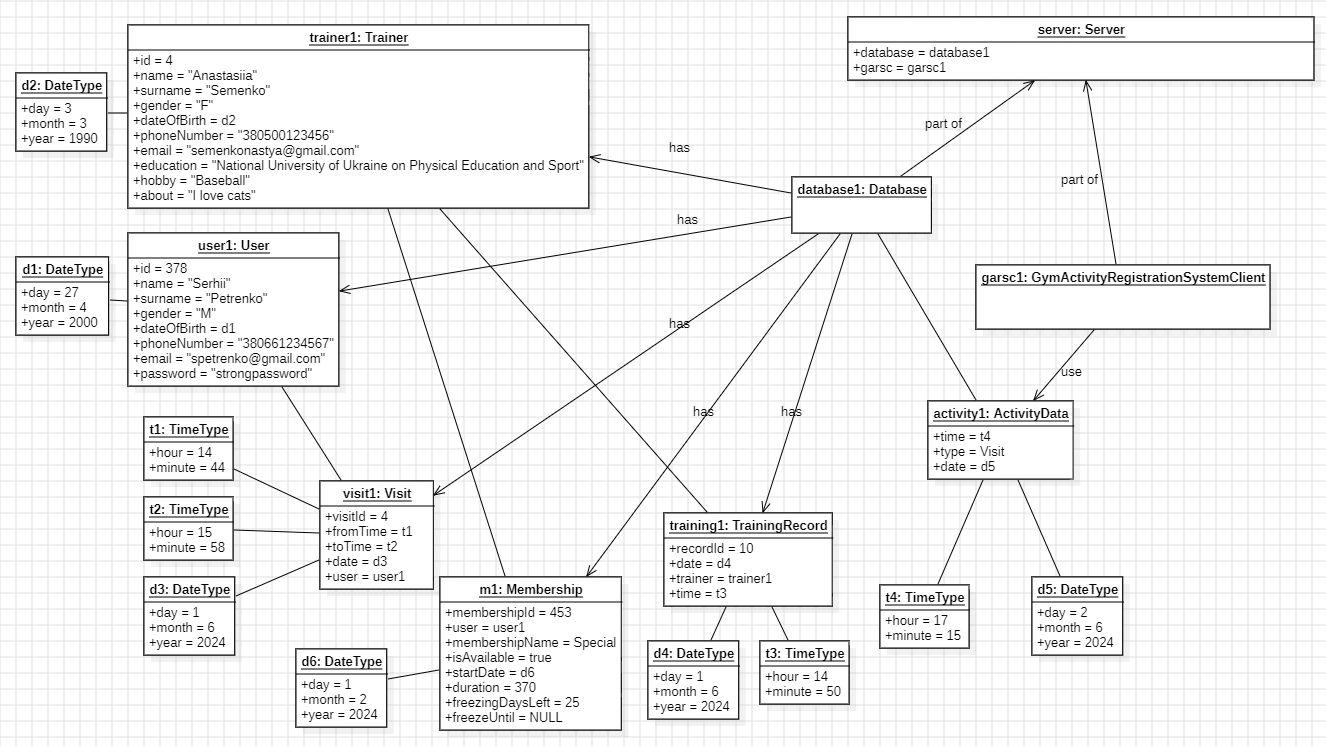 trainer1: Trainer
+id = 4
+name = "Anastasiia"
+surname = "Semenko"
+gender = "F"
+dateOfBirth = d2
+phoneNumber = "380500123456"
+email = "semenkonastya@gmail.com"
+education = "National University of Ukraine on Physical Education and Sport"
+hobby = "Baseball"
+about = "I love cats"
server: Server
+database = database1
+garsc = garsc1
d2: DateType
+day = 3
+month = 3
+year = 1990
part of
has
database1: Database
part of
has
user1: User
+id = 378
+name = "Serhii"
+surname = "Petrenko"
+gender = "M"
+dateOfBirth = d1
+phoneNumber = "380661234567"
+email = "spetrenko@gmail.com"
+password = "strongpassword"
d1: DateType
+day = 27
+month = 4
+year = 2000
garsc1: GymActivityRegistrationSystemClient
has
use
has
has
activity1: ActivityData
+time = t4
+type = Visit
+date = d5
t1: TimeType
+hour = 14
+minute = 44
visit1: Visit
+visitId = 4
+fromTime = t1
+toTime = t2
+date = d3
+user = user1
t2: TimeType
+hour = 15
+minute = 58
training1: TrainingRecord
+recordId = 10
+date = d4
+trainer = trainer1
+time = t3
d3: DateType
+day = 1
+month = 6
+year = 2024
m1: Membership
+membershipId = 453
+user = user1
+membershipName = Special
+isAvailable = true
+startDate = d6
+duration = 370
+freezingDaysLeft = 25
+freezeUntil = NULL
t4: TimeType
+hour = 17
+minute = 15
d5: DateType
+day = 2
+month = 6
+year = 2024
d6: DateType
+day = 1
+month = 2
+year = 2024
d4: DateType
+day = 1
+month = 6
+year = 2024
t3: TimeType
+hour = 14
+minute = 50